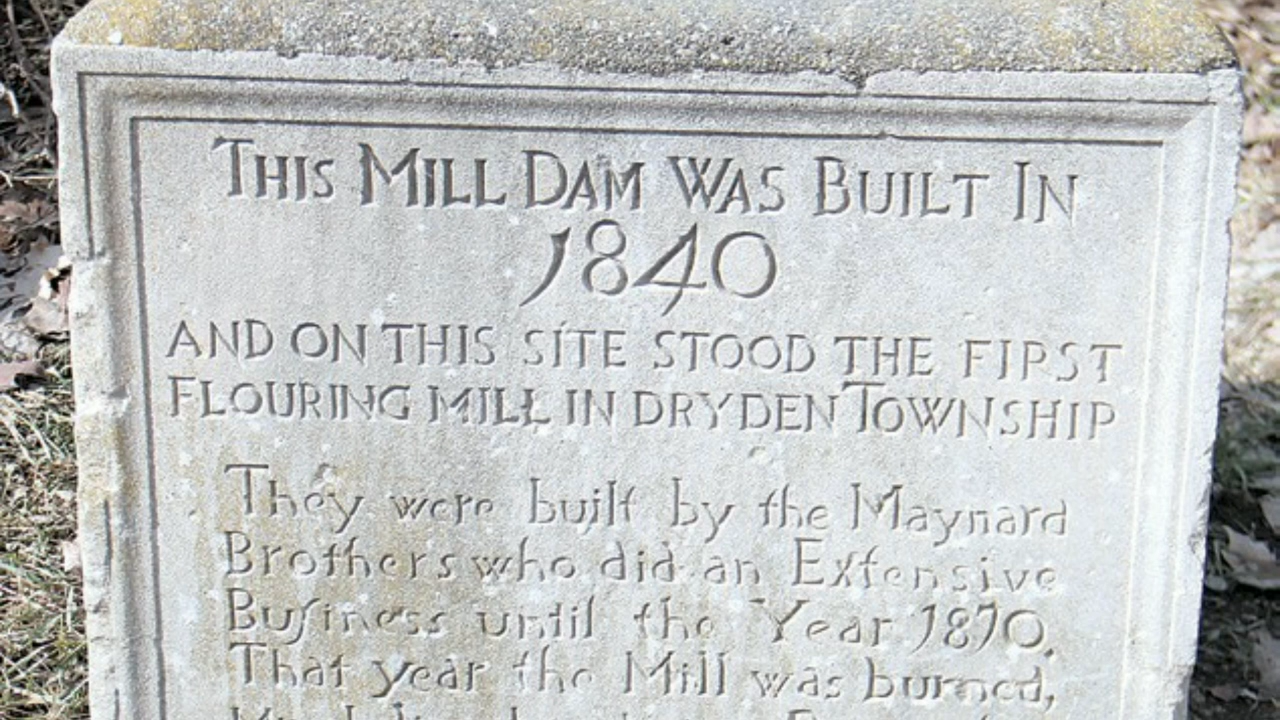 THIS MILL DAM WAS BUILT IN
1840
AND ON THIS SITE STOOD THE FIRST
FLOURING MILL IN DRYDEN TOWNSHIP
They were built by the Maynard
Brothers who did an Extensive
Buſiness until the Year 1870.
That year the Mill was burned,